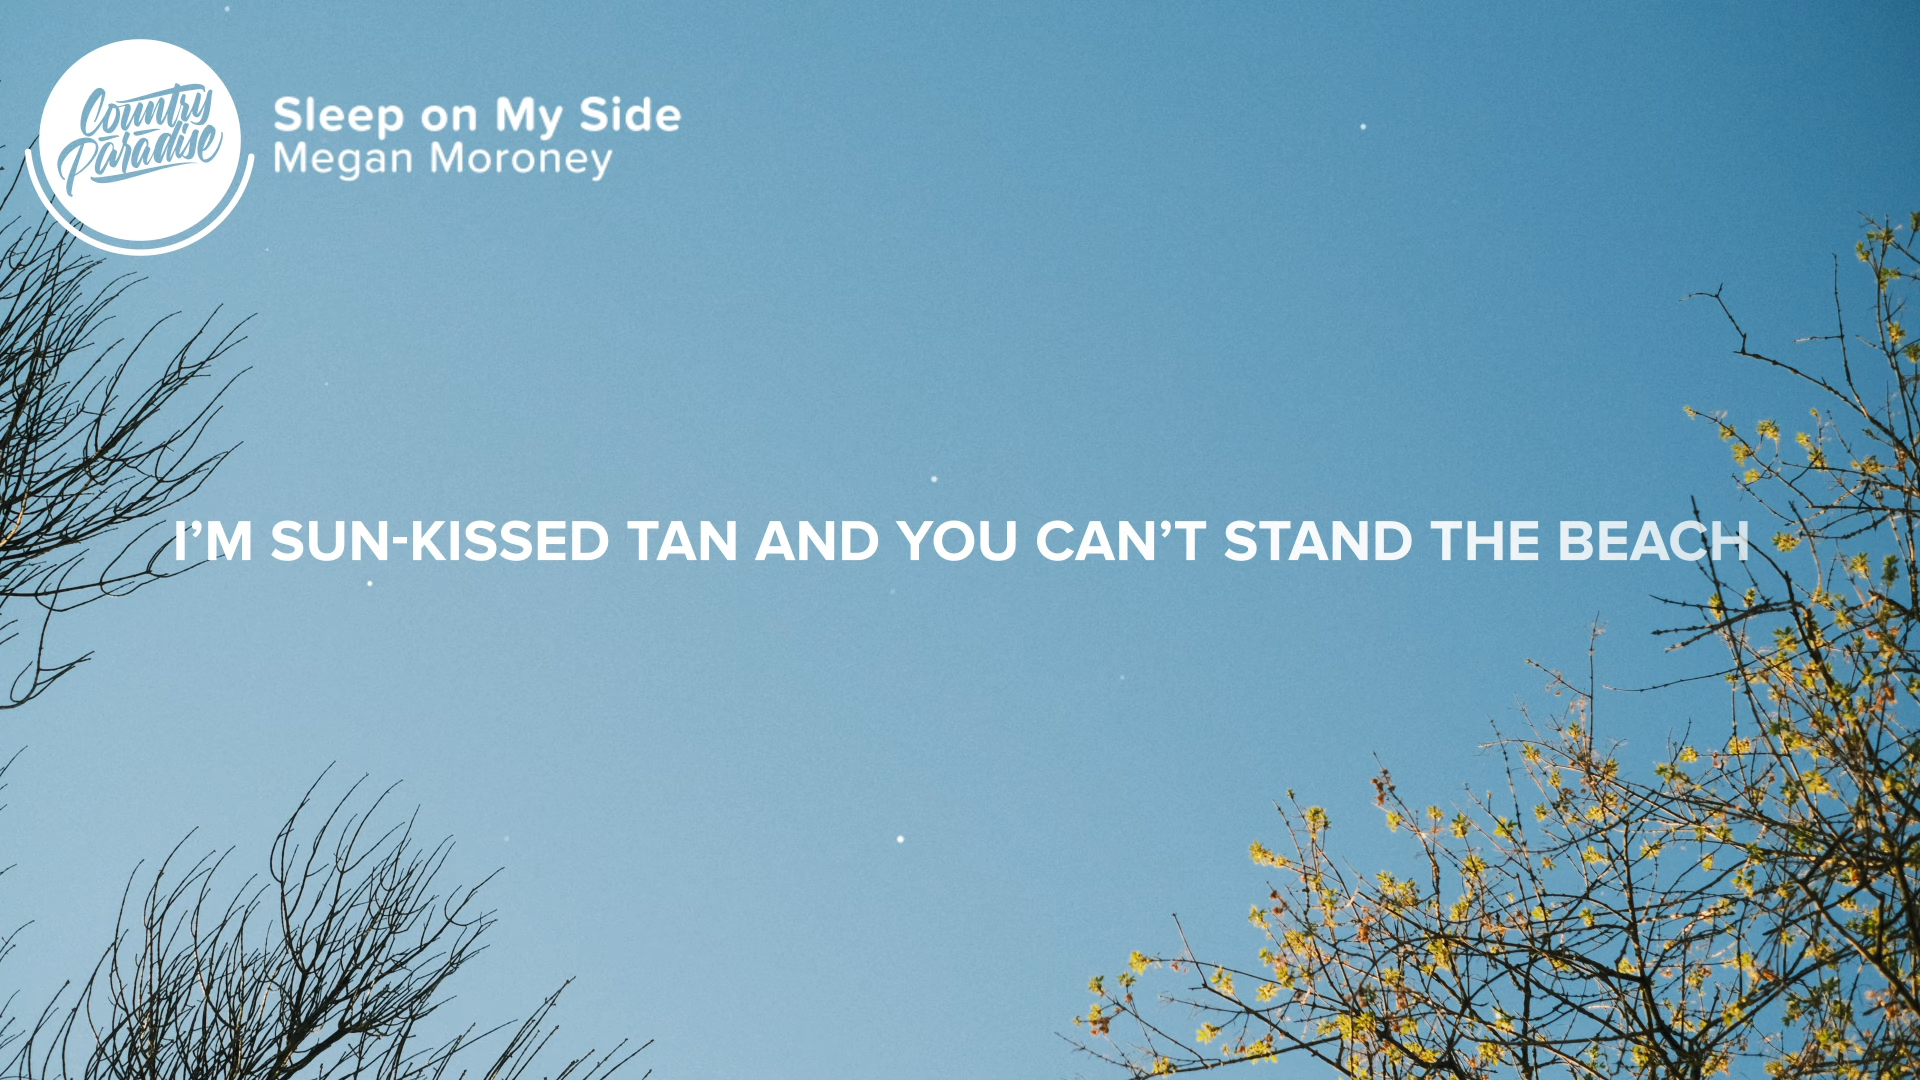 Country
Paradise
Sleep on My Side
Megan Moroney
I’M SUN-KISSED TAN AND YOU CAN’T STAND THE BEACH